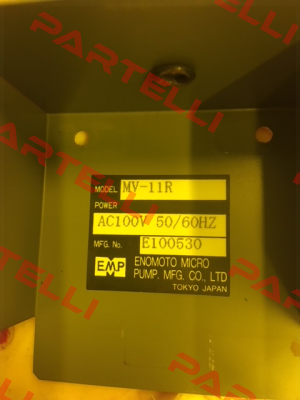 PARTELLI
MODEL MV-11R
POWER
AC100V 50/60HZ
MFG. No. E100530
EMP ENOMOTO MICRO
PUMP. MFG. CO., LTD
TOKYO JAPAN
PARTELLI
PARTELLI